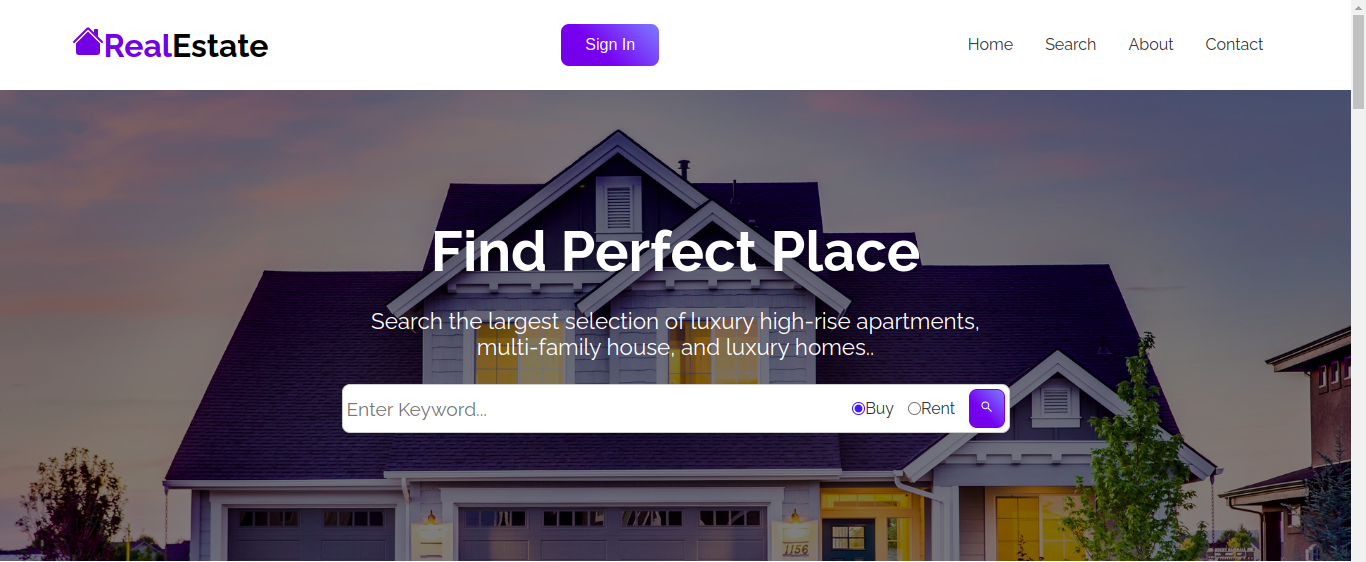 RealEstate
Sign In
Home
Search
About
Contact
Find Perfect Place
Search the largest selection of luxury high-rise apartments,
multi-family house, and luxury homes..
Enter Keyword...
Buy
Rent
1156